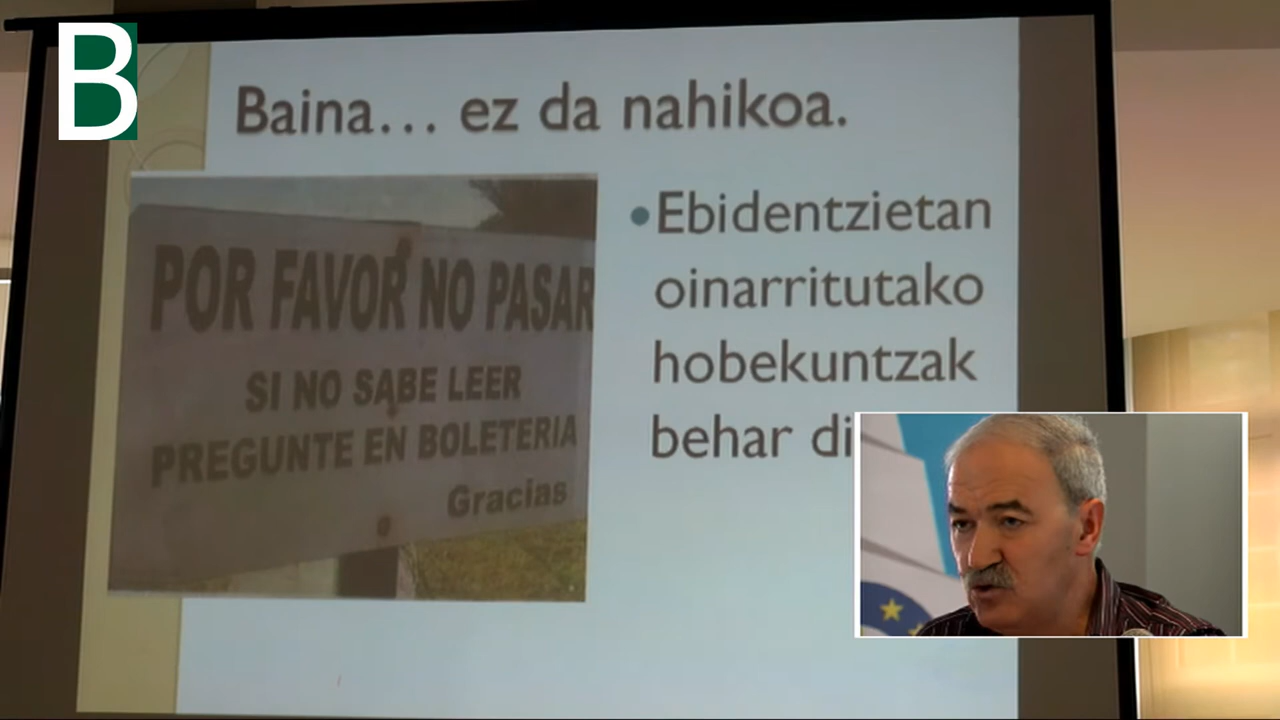 B
Baina... ez da nahikoa.
POR FAVOR NO PASAR
SI NO SABE LEER
PREGUNTE EN BOLETERIA
Gracias
• Ebidentzietan
oinarritutako
hobekuntzak
behar